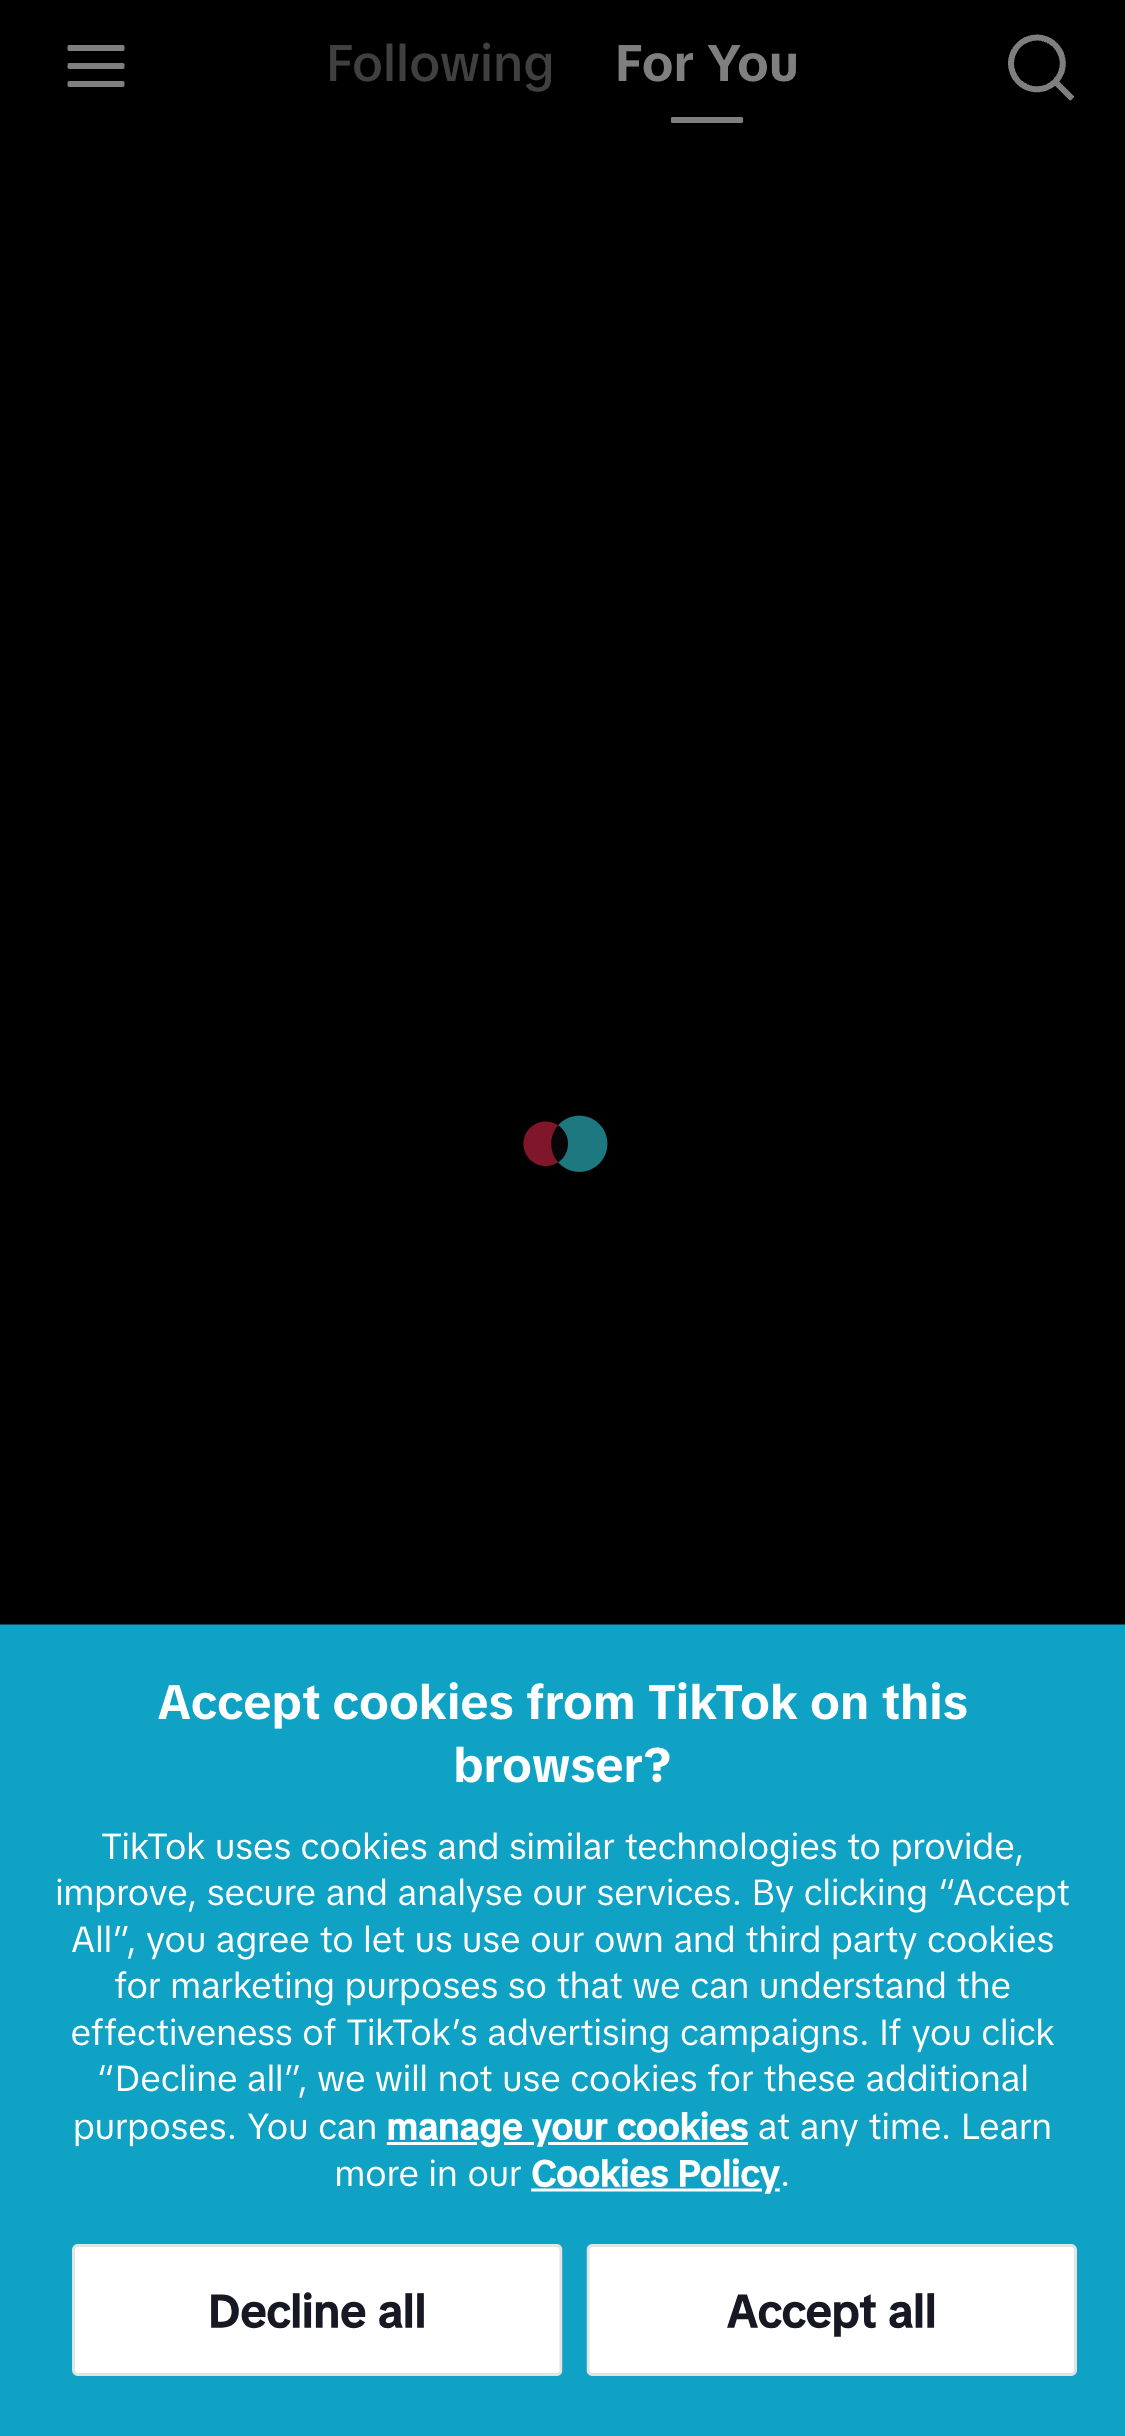 Following For You
Accept cookies from TikTok on this
browser?
TikTok uses cookies and similar technologies to provide,
improve, secure and analyse our services. By clicking “Accept
All”, you agree to let us use our own and third party cookies
for marketing purposes so that we can understand the
effectiveness of TikTok’s advertising campaigns. If you click
“Decline all”, we will not use cookies for these additional
purposes. You can manage your cookies at any time. Learn
more in our Cookies Policy.
Decline all Accept all